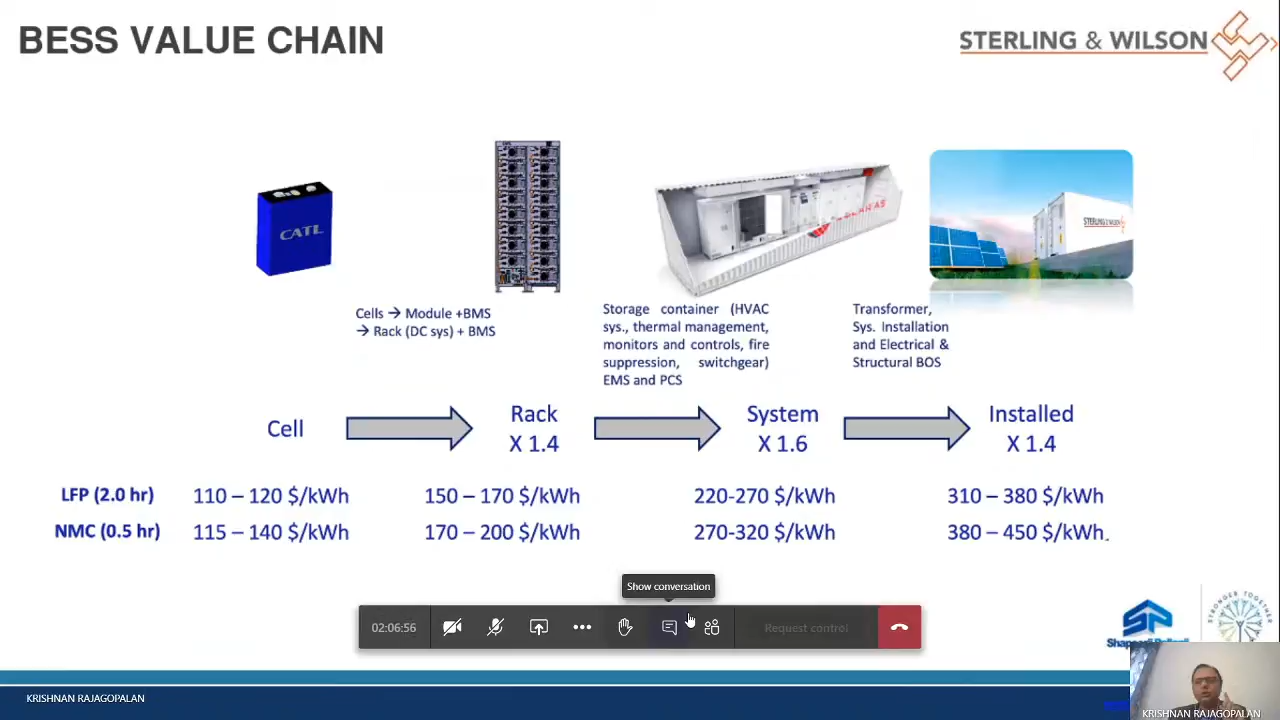 BESS VALUE CHAIN
STERLING & WILSON
CATL
STERLING & WILSON
Cells → Module +BMS
→ Rack (DC sys) + BMS
Storage container (HVAC
sys., thermal management,
monitors and controls, fire
suppression, switchgear)
EMS and PCS
Transformer,
Sys. Installation
and Electrical &
Structural BOS
Cell
Rack
X 1.4
System
X 1.6
Installed
X 1.4
LFP (2.0 hr)
110 – 120 $/kWh
150 – 170 $/kWh
220-270 $/kWh
310 – 380 $/kWh
NMC (0.5 hr)
115 – 140 $/kWh
170 – 200 $/kWh
270-320 $/kWh
380 – 450 $/kWh.
Show conversation
02:06:56
Request control
STRONGER TOGETHER
KRISHNAN RAJAGOPALAN
KRISHNAN RAJAGOPALAN